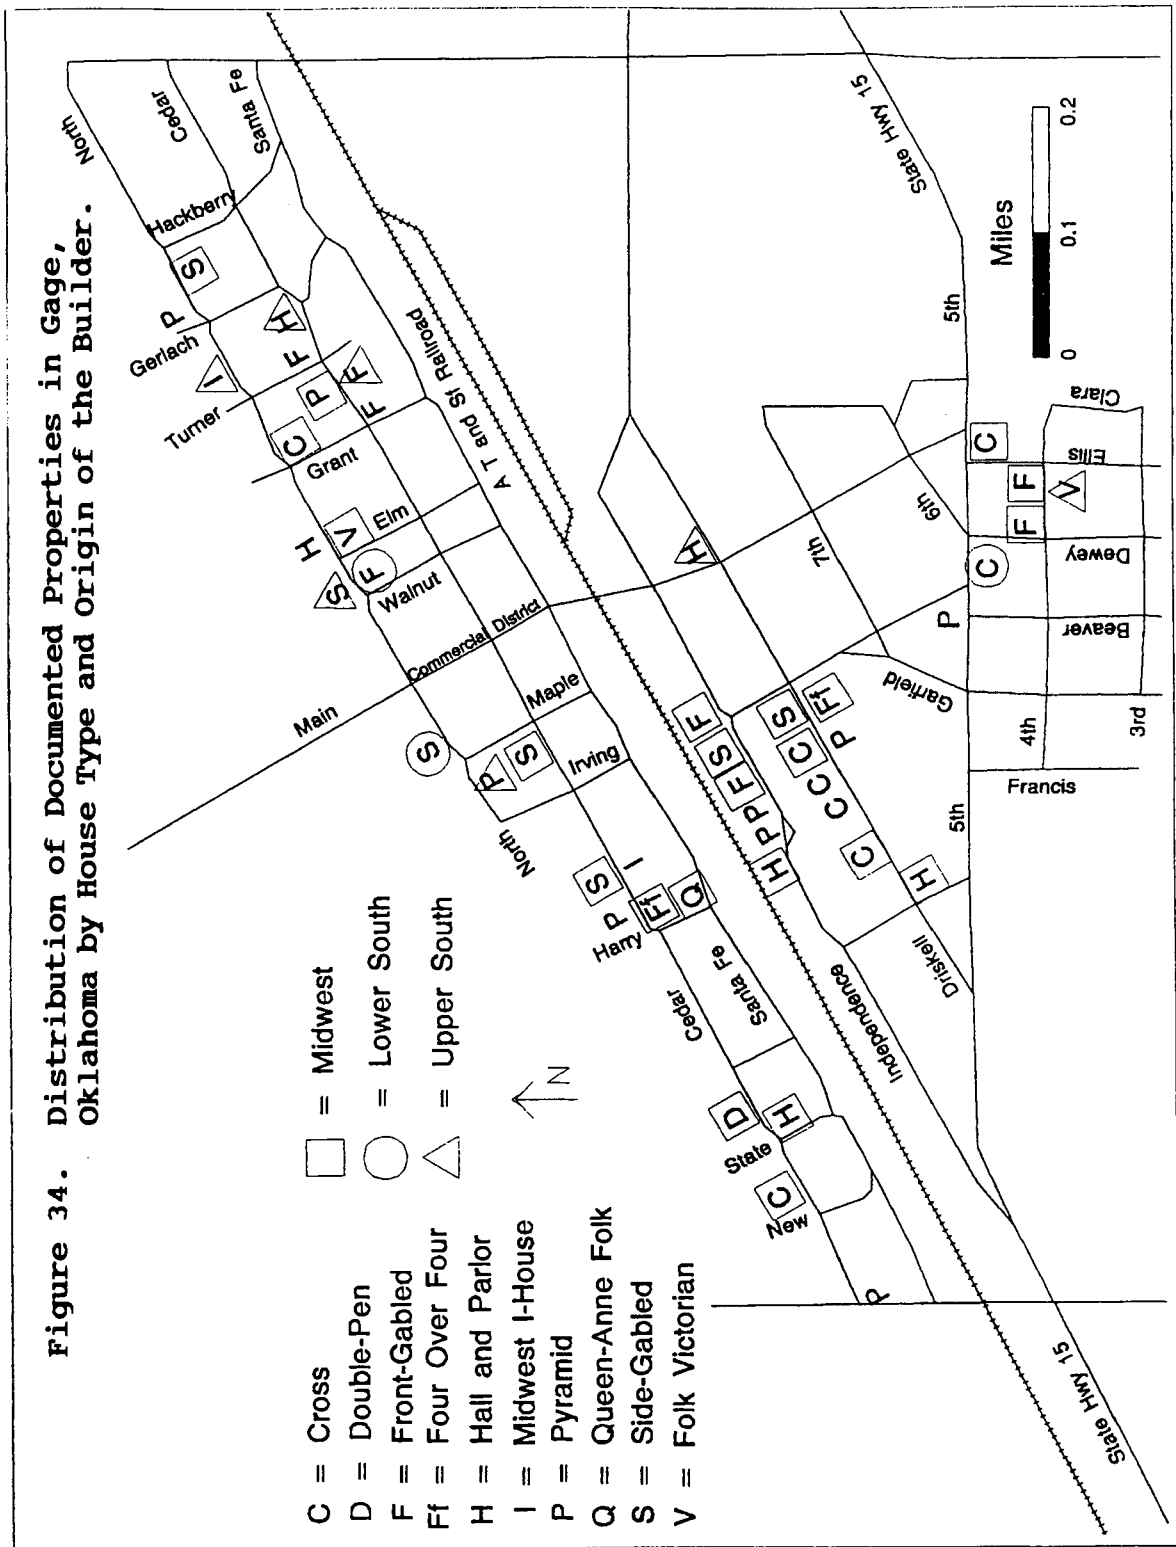 Figure 34. Distribution of Documented Properties in Gage,
Oklahoma by House Type and Origin of the Builder.
C = Cross
D = Double-Pen
F = Front-Gabled
Ff = Four Over Four
H = Hall and Parlor
I = Midwest I-House
P = Pyramid
Q = Queen-Anne Folk
S = Side-Gabled
V = Folk Victorian
= Midwest
= Lower South
= Upper South
N
North
Cedar
Santa Fe
Hackberry
S
P
Gerlach
I
H
F
Turner
P
F
F
C
Grant
A T and Sf Railroad
H
V
Elm
S
F
Walnut
Commercial District
Main
Maple
S
P
S
Irving
North
S
I
P
Harry
Ff
Q
Cedar
Santa Fe
D
State
H
C
New
P
H
7th
6th
F
S
F
P
P
H
S
Ff
C
P
C
C
C
H
Garfield
Driskell
Independence
State Hwy 15
State Hwy 15
5th
C
Clara
Ellis
F
V
F
Dewey
C
P
Beaver
4th
3rd
Francis
5th
Miles
0 0.1 0.2